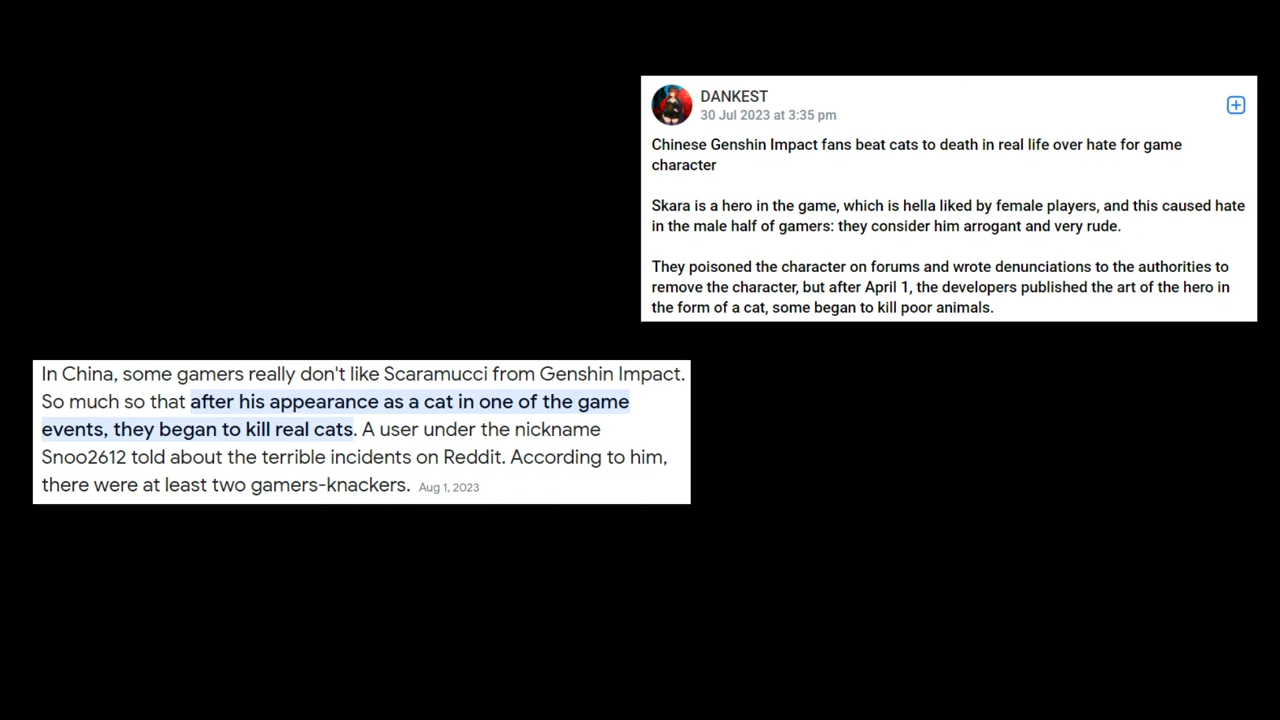 DANKEST
30 Jul 2023 at 3:35 pm
Chinese Genshin Impact fans beat cats to death in real life over hate for game
character
Skara is a hero in the game, which is hella liked by female players, and this caused hate
in the male half of gamers: they consider him arrogant and very rude.
They poisoned the character on forums and wrote denunciations to the authorities to
remove the character, but after April 1, the developers published the art of the hero in
the form of a cat, some began to kill poor animals.
In China, some gamers really don't like Scaramucci from Genshin Impact.
So much so that after his appearance as a cat in one of the game
events, they began to kill real cats. A user under the nickname
Snoo2612 told about the terrible incidents on Reddit. According to him,
there were at least two gamers-knackers. Aug 1, 2023